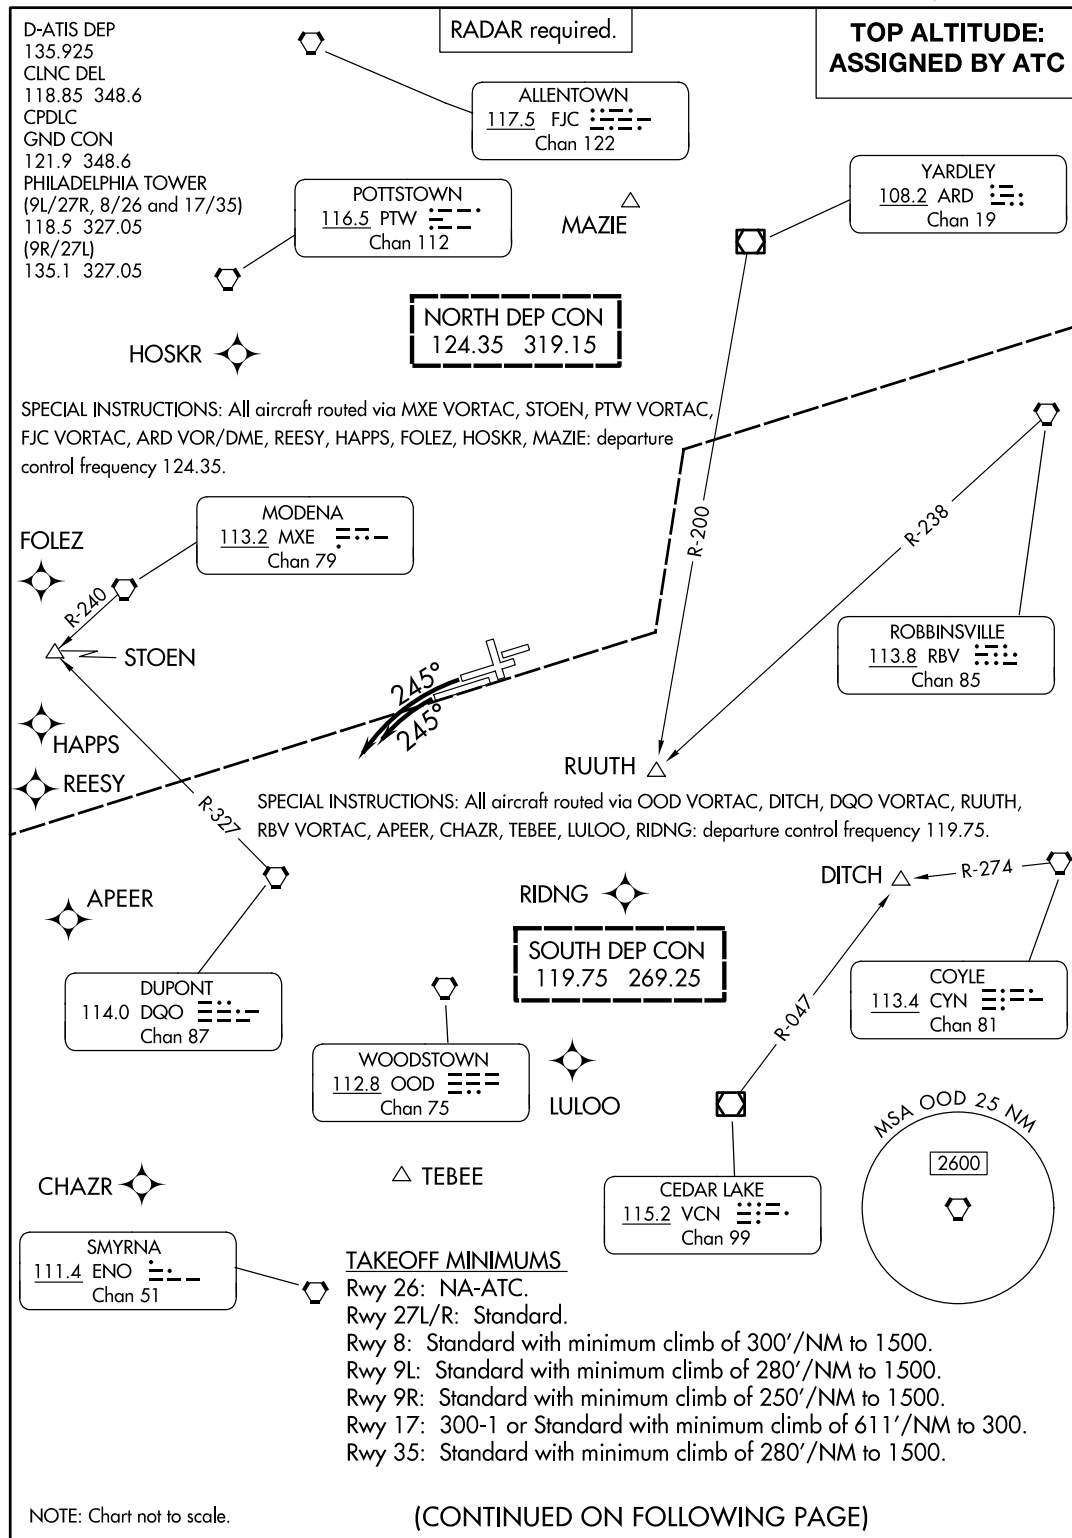 D-ATIS DEP
135.925
CLNC DEL
118.85 348.6
CPDLC
GND CON
121.9 348.6
PHILADELPHIA TOWER
(9L/27R, 8/26 and 17/35)
118.5 327.05
(9R/27L)
135.1 327.05
RADAR required.
TOP ALTITUDE:
ASSIGNED BY ATC
ALLENTOWN
117.5 FJC
Chan 122
POTTSTOWN
116.5 PTW
Chan 112
MAZIE
YARDLEY
108.2 ARD
Chan 19
NORTH DEP CON
124.35 319.15
HOSKR
SPECIAL INSTRUCTIONS: All aircraft routed via MXE VORTAC, STOEN, PTW VORTAC,
FJC VORTAC, ARD VOR/DME, REESY, HAPPS, FOLEZ, HOSKR, MAZIE: departure
control frequency 124.35.
MODENA
113.2 MXE
Chan 79
FOLEZ
R-240
STOEN
R-200
R-238
ROBBINSVILLE
113.8 RBV
Chan 85
245°
245°
HAPPS
REESY
RUUTH
R-327
SPECIAL INSTRUCTIONS: All aircraft routed via OOD VORTAC, DITCH, DQO VORTAC, RUUTH,
RBV VORTAC, APEER, CHAZR, TEBEE, LULOO, RIDNG: departure control frequency 119.75.
APEER
RIDNG
DITCH
R-274
SOUTH DEP CON
119.75 269.25
DUPONT
114.0 DQO
Chan 87
COYLE
113.4 CYN
Chan 81
R-047
WOODSTOWN
112.8 OOD
Chan 75
LULOO
MSA OOD 25 NM
2600
CHAZR
TEBEE
CEDAR LAKE
115.2 VCN
Chan 99
SMYRNA
111.4 ENO
Chan 51
TAKEOFF MINIMUMS
Rwy 26: NA-ATC.
Rwy 27L/R: Standard.
Rwy 8: Standard with minimum climb of 300'/NM to 1500.
Rwy 9L: Standard with minimum climb of 280'/NM to 1500.
Rwy 9R: Standard with minimum climb of 250'/NM to 1500.
Rwy 17: 300-1 or Standard with minimum climb of 611'/NM to 300.
Rwy 35: Standard with minimum climb of 280'/NM to 1500.
NOTE: Chart not to scale.
(CONTINUED ON FOLLOWING PAGE)